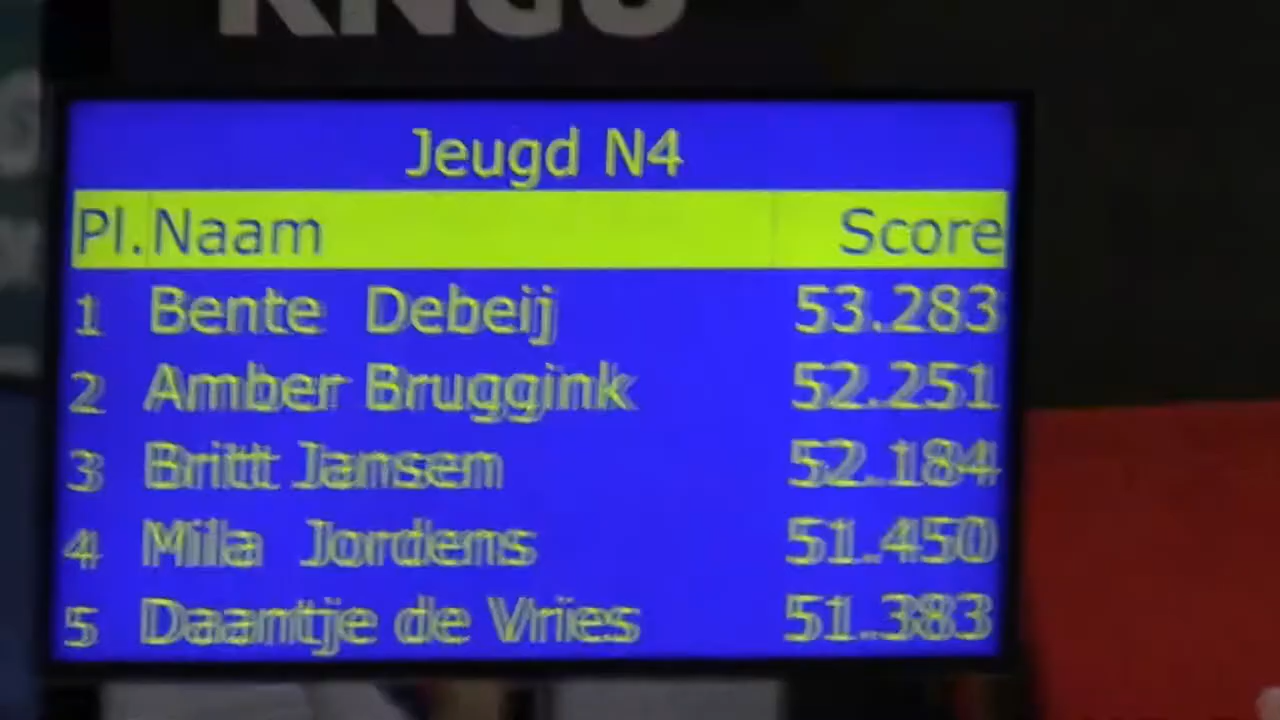 KNGU
Jeugd N4
Pl. Naam Score
1 Bente Debeij 53.283
2 Amber Bruggink 52.251
3 Britt Jansen 52.184
4 Mila Jordens 51.450
5 Daantje de Vries 51.383